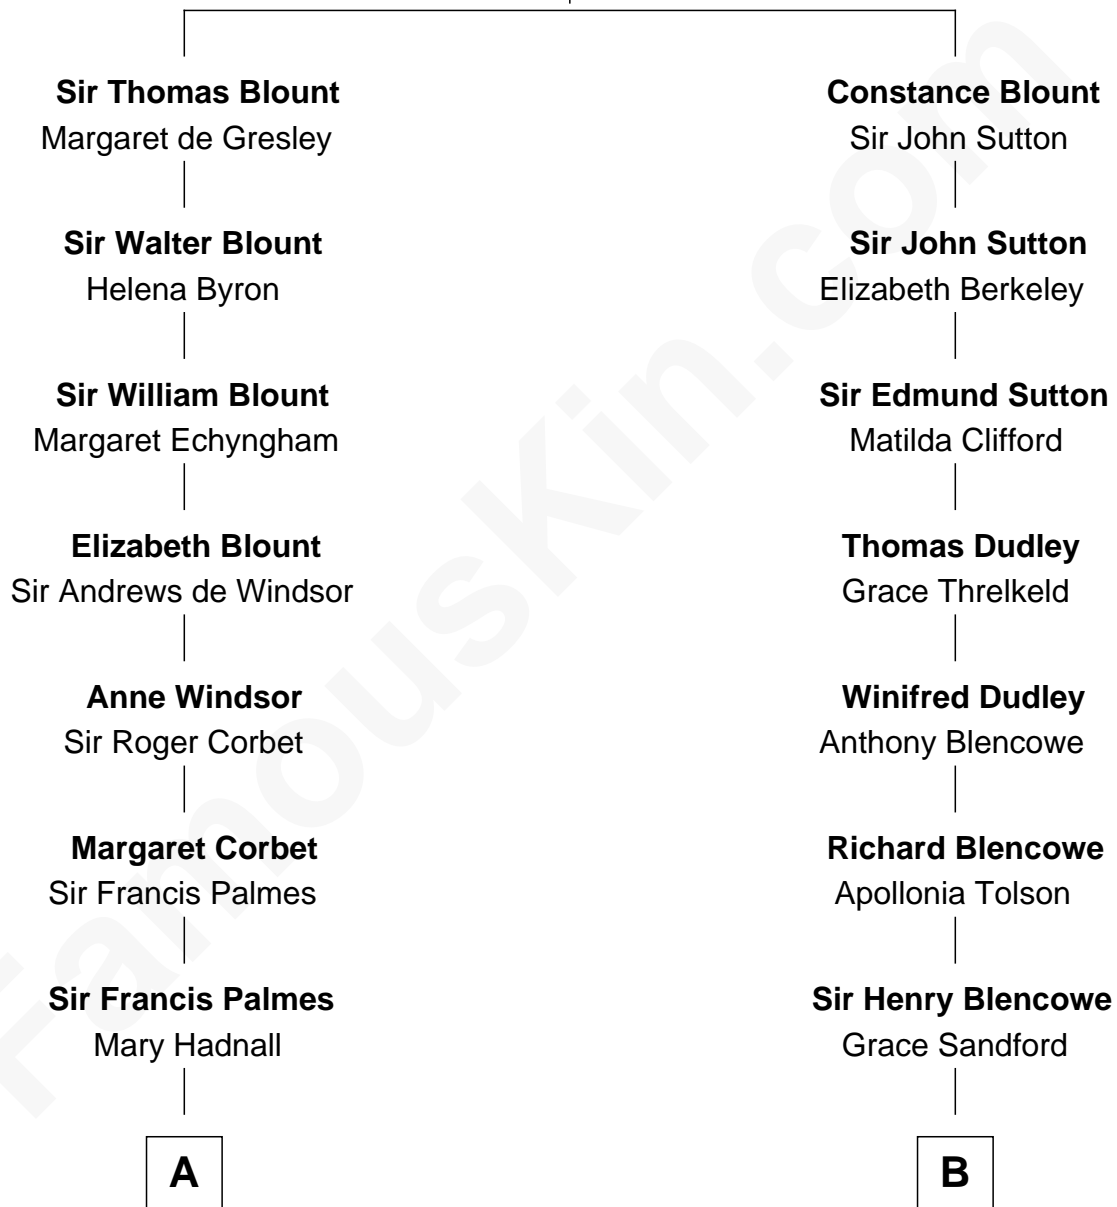 Sir Thomas Blount
Margaret de Gresley
Sir Walter Blount
Helena Byron
Sir William Blount
Margaret Echyngham
Elizabeth Blount
Sir Andrews de Windsor
Anne Windsor
Sir Roger Corbet
Margaret Corbet
Sir Francis Palmes
Sir Francis Palmes
Mary Hadnall
A
Constance Blount
Sir John Sutton
Sir John Sutton
Elizabeth Berkeley
Sir Edmund Sutton
Matilda Clifford
Thomas Dudley
Grace Threlkeld
Winifred Dudley
Anthony Blencowe
Richard Blencowe
Apollonia Tolson
Sir Henry Blencowe
Grace Sandford
B
FamousKin.com